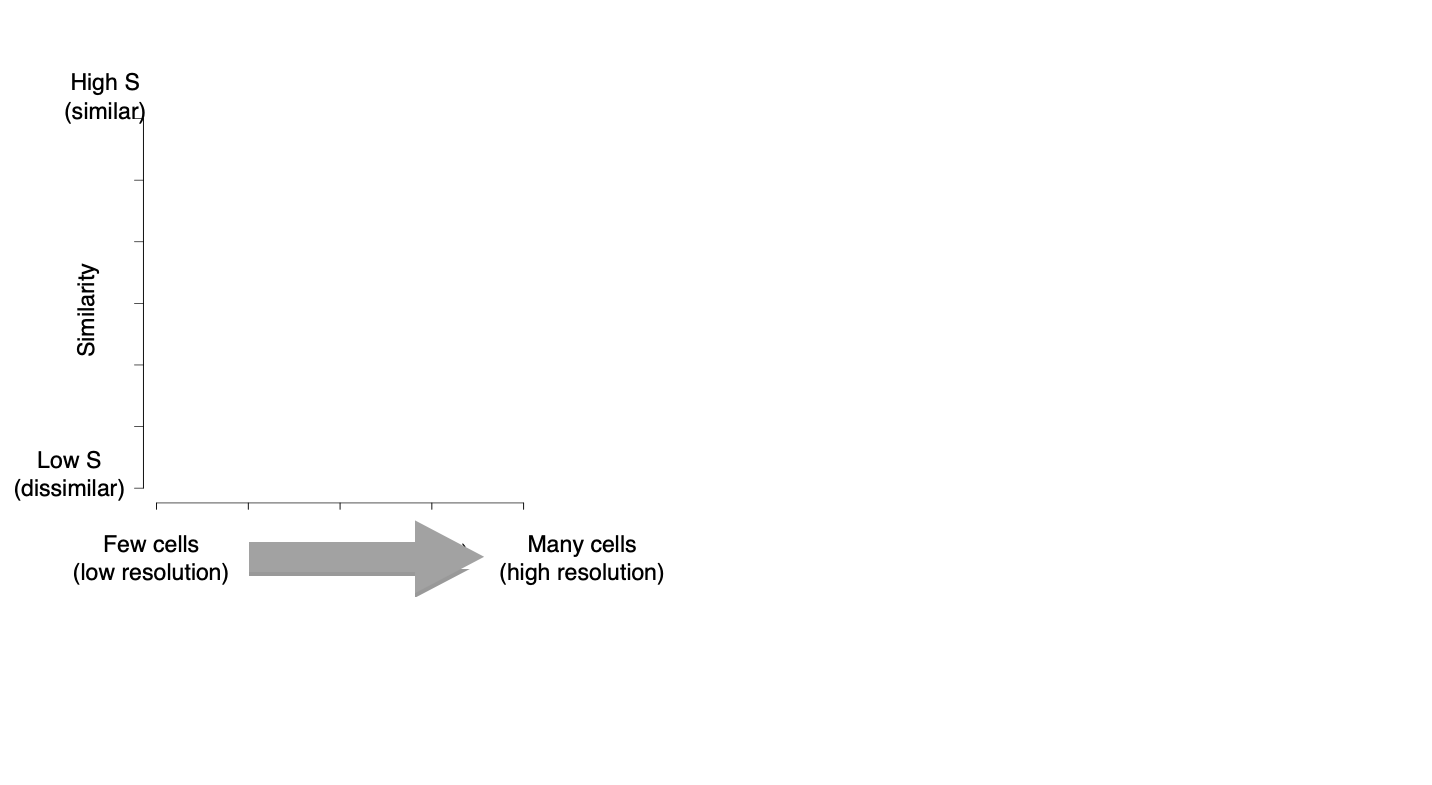 High S
(similar)
Similarity
Low S
(dissimilar)
Few cells
(low resolution)
Many cells
(high resolution)